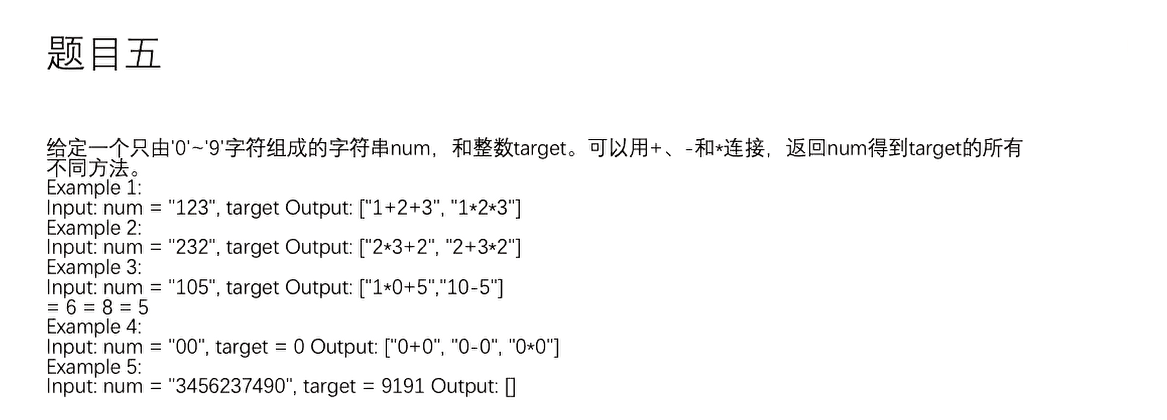 题目五
给定一个只由'0'~'9'字符组成的字符串num，和整数target。可以用+、-和*连接，返回num得到target的所有
不同方法。
Example 1:
Input: num = "123", target Output: ["1+2+3", "1*2*3"]
Example 2:
Input: num = "232", target Output: ["2*3+2", "2+3*2"]
Example 3:
Input: num = "105", target Output: ["1*0+5","10-5"]
= 6 = 8 = 5
Example 4:
Input: num = "00", target = 0 Output: ["0+0", "0-0", "0*0"]
Example 5:
Input: num = "3456237490", target = 9191 Output: []